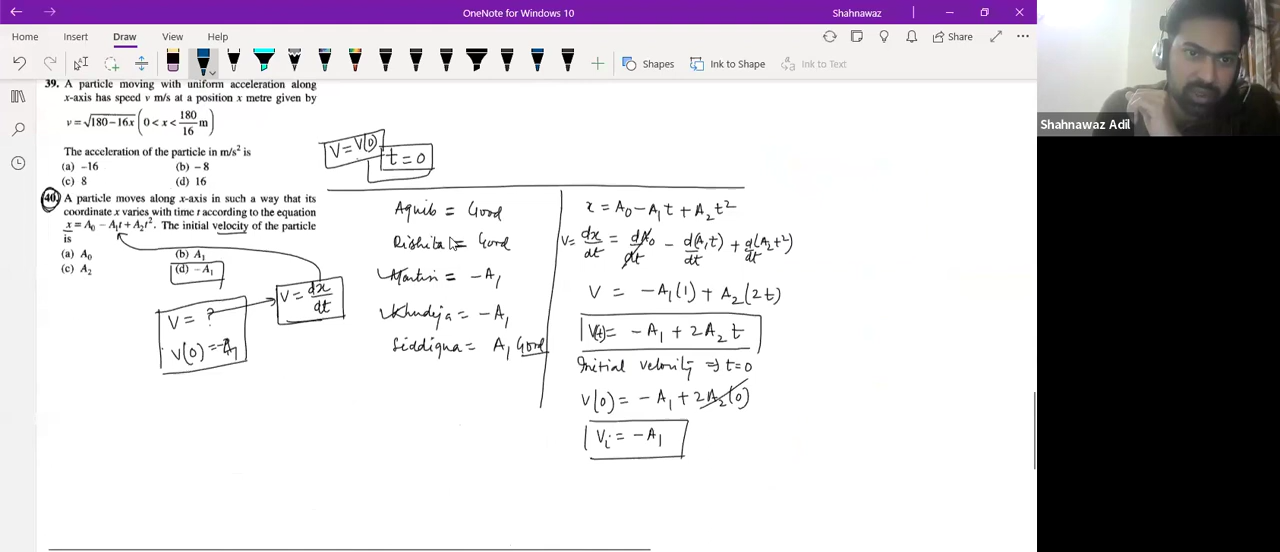 OneNote for Windows 10
Shahnawaz
Home Insert Draw View Help
Share
Shapes
Ink to Shape
Ink to Text
Shahnawaz Adil
39. A particle moving with uniform acceleration along
x-axis has speed v m/s at a position x metre given by
v = √180–16x (0 < x < 180/16 m)
The accleration of the particle in m/s² is
(a) –16 (b) – 8
(c) 8 (d) 16
40. A particle moves along x-axis in such a way that its
coordinate x varies with time t according to the equation
x = A₀ – A₁t + A₂t². The initial velocity of the particle
is
(a) A₀ (b) A₁
(c) A₂ (d) – A₁
V = ?
V(0) = -A₁
V = dx/dt
V = V(0)
t = 0
Aquib = Good
Rishita = Good
Martin = -A₁
Khudeja = -A₁
Siddiqua = A₁ Good
x = A₀ - A₁t + A₂t²
V = dx/dt = dA₀/dt - d(A₁t)/dt + d(A₂t²)/dt
V = -A₁(1) + A₂(2t)
V(t) = -A₁ + 2A₂t
Initial velocity ⇒ t = 0
V(0) = -A₁ + 2A₂(0)
Vᵢ = -A₁